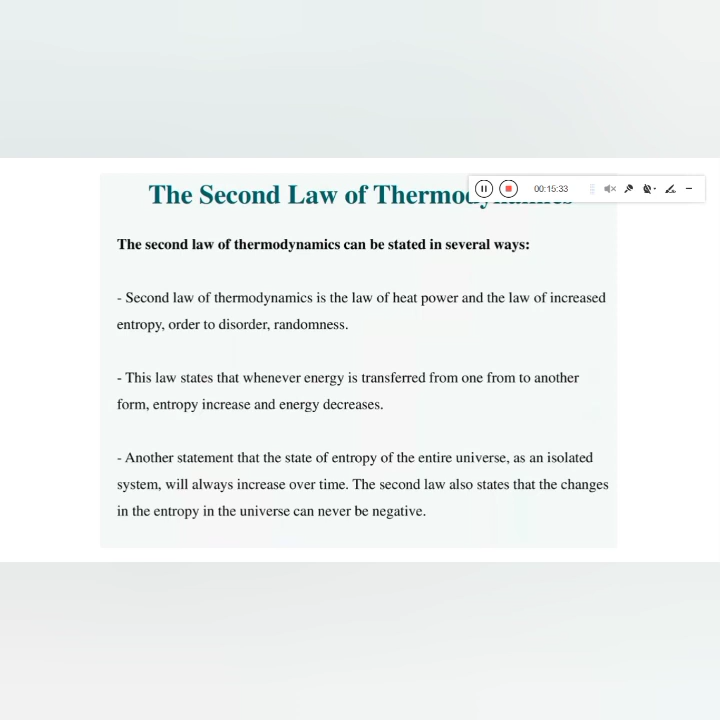 The Second Law of
00:15:33
The second law of thermodynamics can be stated in several ways:
- Second law of thermodynamics is the law of heat power and the law of increased
entropy, order to disorder, randomness.
- This law states that whenever energy is transferred from one from to another
form, entropy increase and energy decreases.
- Another statement that the state of entropy of the entire universe, as an isolated
system, will always increase over time. The second law also states that the changes
in the entropy in the universe can never be negative.